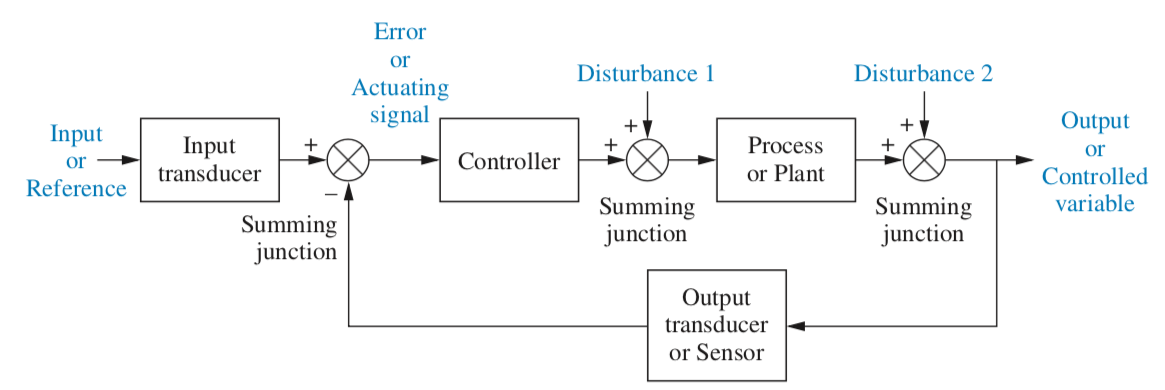 Error
or
Actuating
signal
Disturbance 1
Disturbance 2
Input
or
Reference
Input
transducer
+
−
Summing
junction
Controller
+
+
Summing
junction
Process
or Plant
+
+
Summing
junction
Output
or
Controlled
variable
Output
transducer
or Sensor